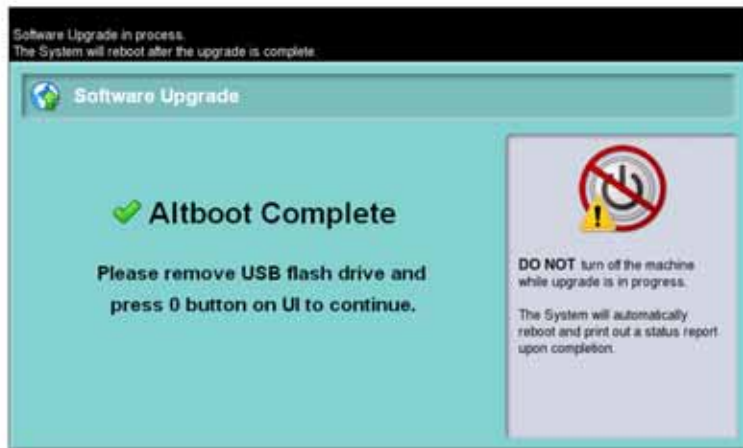 Software Upgrade in process.
The System will reboot after the upgrade is complete.
Software Upgrade
Altboot Complete
Please remove USB flash drive and
press 0 button on UI to continue.
DO NOT turn off the machine
while upgrade is in progress.
The System will automatically
reboot and print out a status report
upon completion.